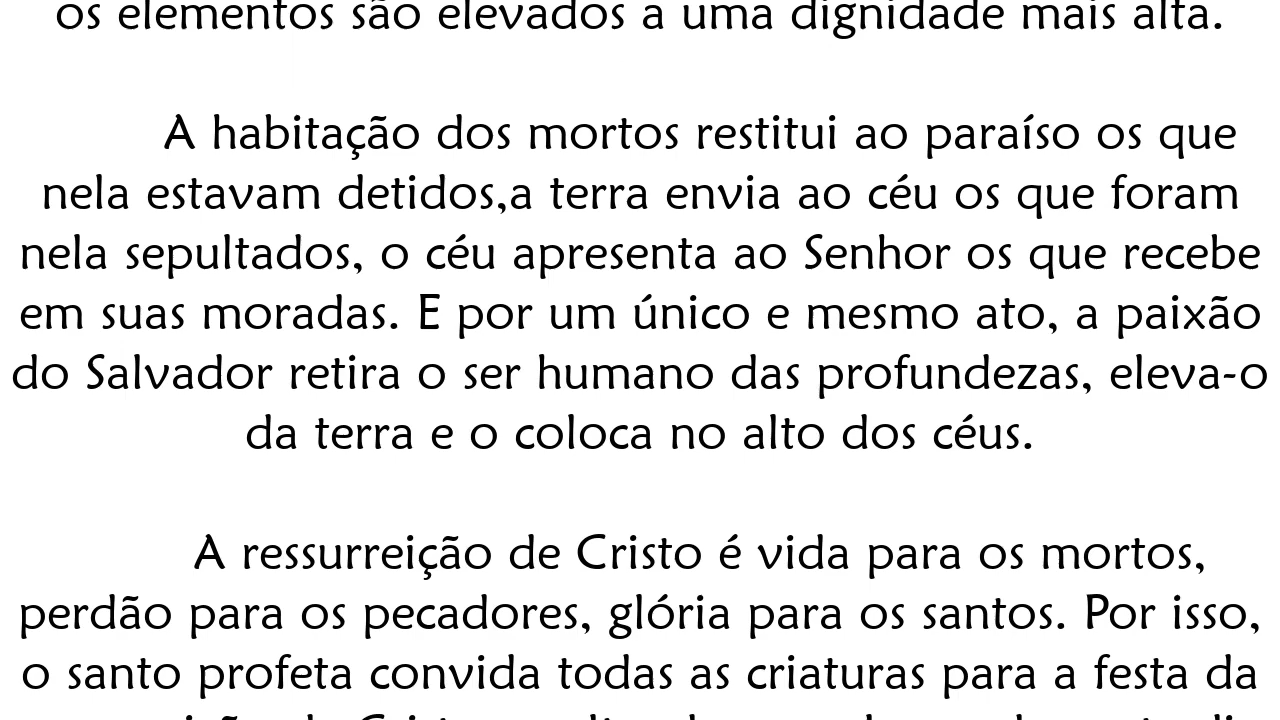 os elementos são elevados a uma dignidade mais alta.
A habitação dos mortos restitui ao paraíso os que
nela estavam detidos,a terra envia ao céu os que foram
nela sepultados, o céu apresenta ao Senhor os que recebe
em suas moradas. E por um único e mesmo ato, a paixão
do Salvador retira o ser humano das profundezas, eleva-o
da terra e o coloca no alto dos céus.
A ressurreição de Cristo é vida para os mortos,
perdão para os pecadores, glória para os santos. Por isso,
o santo profeta convida todas as criaturas para a festa da